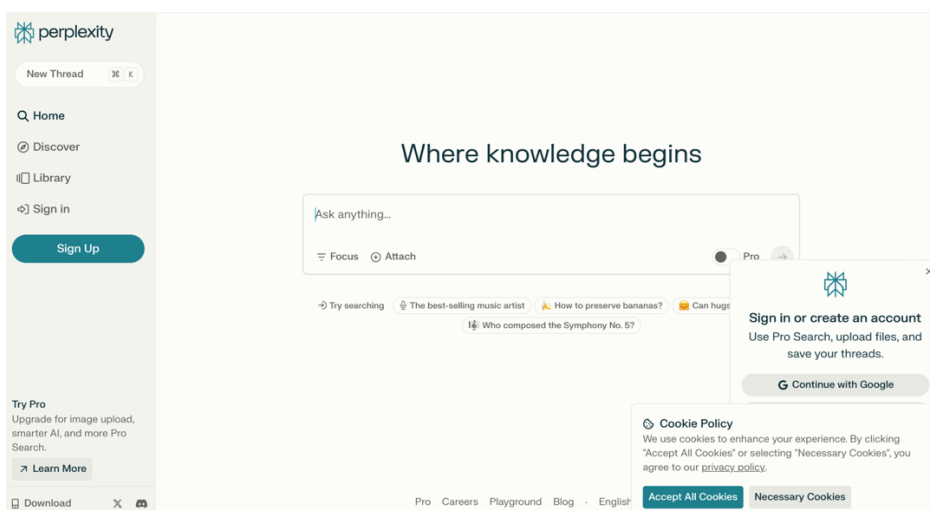 perplexity
New Thread ⌘ K
Home
Discover
Library
Sign in
Sign Up
Try Pro
Upgrade for image upload,
smarter AI, and more Pro
Search.
Learn More
Download
Where knowledge begins
Ask anything...
Focus Attach Pro
Try searching The best-selling music artist How to preserve bananas? Can hugs
Who composed the Symphony No. 5?
Pro Careers Playground Blog · English
Sign in or create an account
Use Pro Search, upload files, and
save your threads.
Continue with Google
Cookie Policy
We use cookies to enhance your experience. By clicking
"Accept All Cookies" or selecting "Necessary Cookies", you
agree to our privacy policy.
Accept All Cookies Necessary Cookies